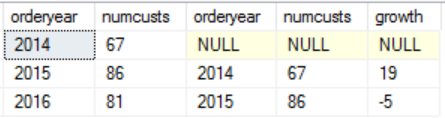 orderyear numcusts orderyear numcusts growth
2014 67 NULL NULL NULL
2015 86 2014 67 19
2016 81 2015 86 -5